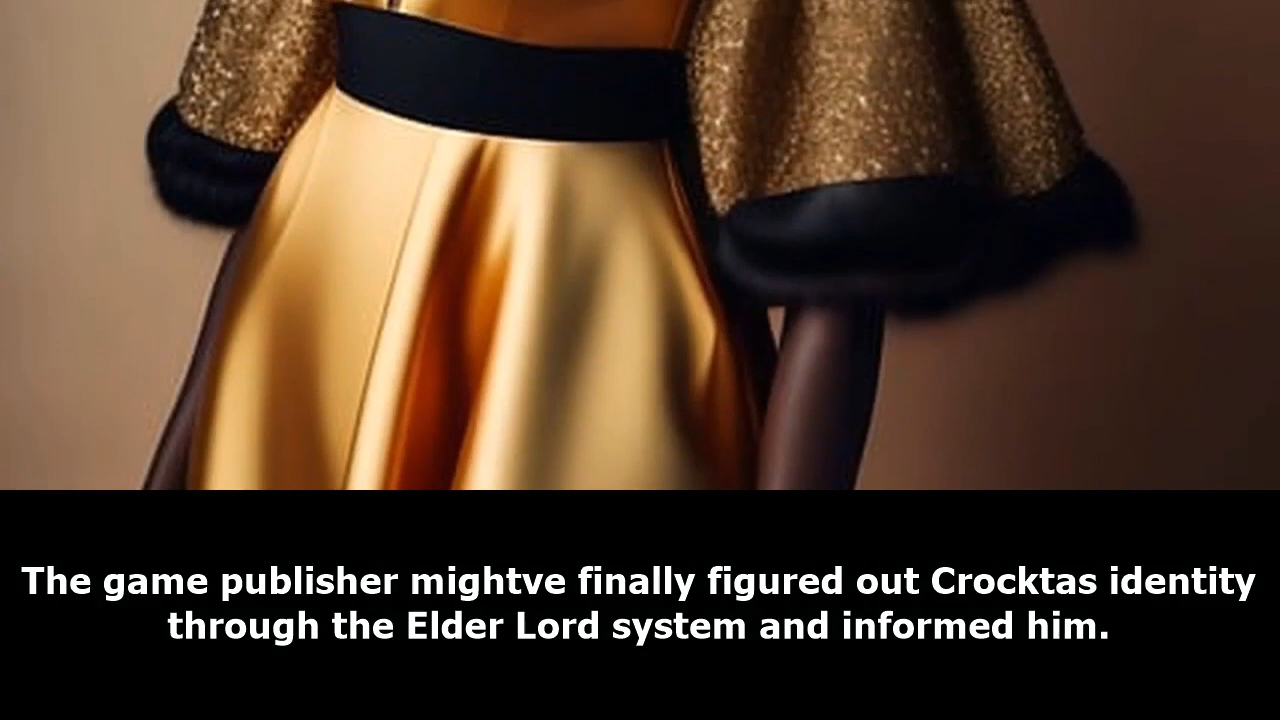 The game publisher mightve finally figured out Crocktas identity
through the Elder Lord system and informed him.